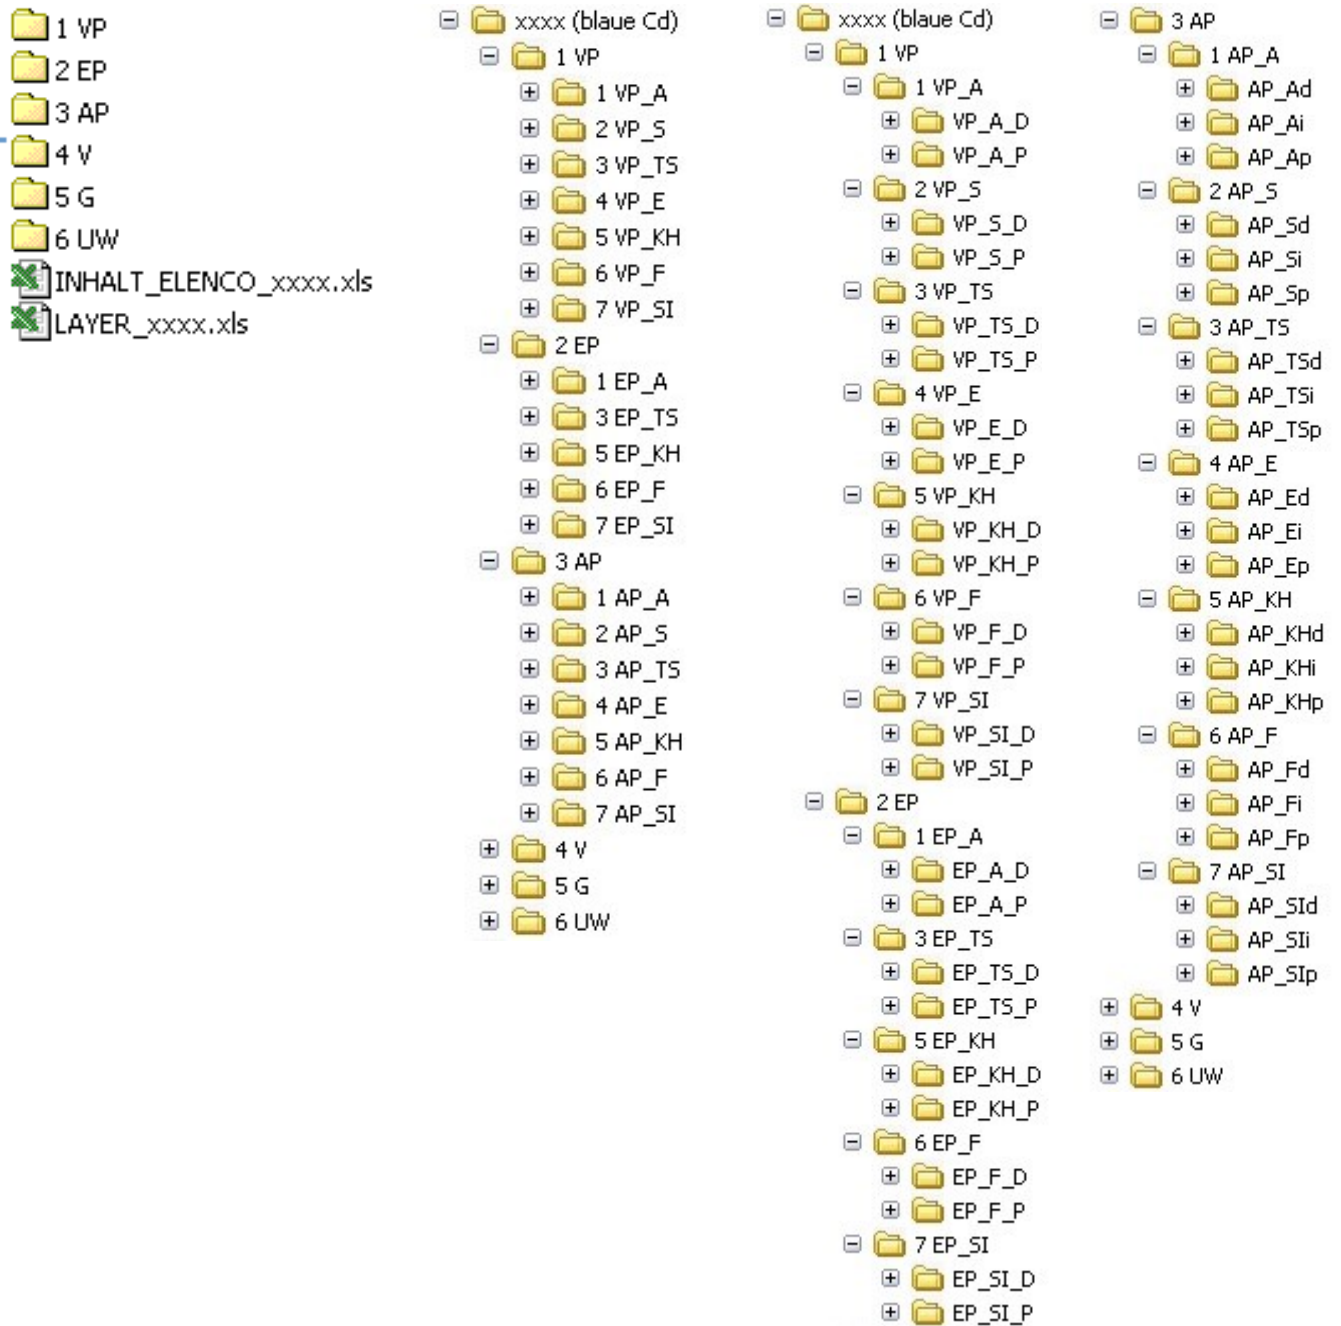 1 VP
2 EP
3 AP
4 V
5 G
6 UW
INHALT_ELENCO_xxxx.xls
LAYER_xxxx.xls
xxxx (blaue Cd)
1 VP
1 VP_A
2 VP_S
3 VP_TS
4 VP_E
5 VP_KH
6 VP_F
7 VP_SI
2 EP
1 EP_A
3 EP_TS
5 EP_KH
6 EP_F
7 EP_SI
3 AP
1 AP_A
2 AP_S
3 AP_TS
4 AP_E
5 AP_KH
6 AP_F
7 AP_SI
4 V
5 G
6 UW
xxxx (blaue Cd)
1 VP
1 VP_A
VP_A_D
VP_A_P
2 VP_S
VP_S_D
VP_S_P
3 VP_TS
VP_TS_D
VP_TS_P
4 VP_E
VP_E_D
VP_E_P
5 VP_KH
VP_KH_D
VP_KH_P
6 VP_F
VP_F_D
VP_F_P
7 VP_SI
VP_SI_D
VP_SI_P
2 EP
1 EP_A
EP_A_D
EP_A_P
3 EP_TS
EP_TS_D
EP_TS_P
5 EP_KH
EP_KH_D
EP_KH_P
6 EP_F
EP_F_D
EP_F_P
7 EP_SI
EP_SI_D
EP_SI_P
3 AP
1 AP_A
AP_Ad
AP_Ai
AP_Ap
2 AP_S
AP_Sd
AP_Si
AP_Sp
3 AP_TS
AP_TSd
AP_TSi
AP_TSp
4 AP_E
AP_Ed
AP_Ei
AP_Ep
5 AP_KH
AP_KHd
AP_KHi
AP_KHp
6 AP_F
AP_Fd
AP_Fi
AP_Fp
7 AP_SI
AP_SId
AP_SIi
AP_SIp
4 V
5 G
6 UW